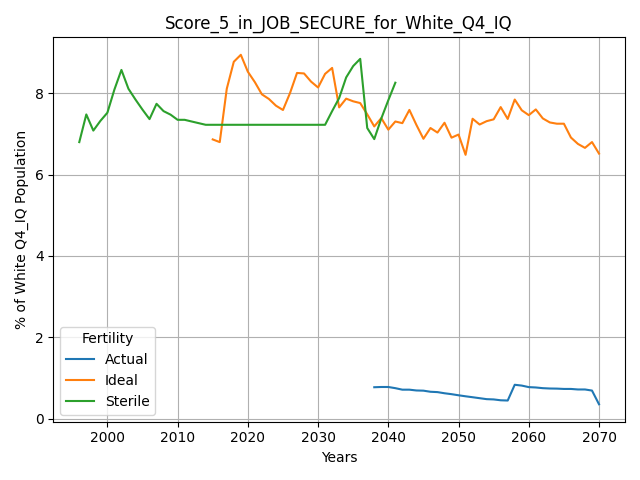 Score_5_in_JOB_SECURE_for_White_Q4_IQ
% of White Q4_IQ Population
8
6
4
2
0
Fertility
Actual
Ideal
Sterile
2000 2010 2020 2030 2040 2050 2060 2070
Years